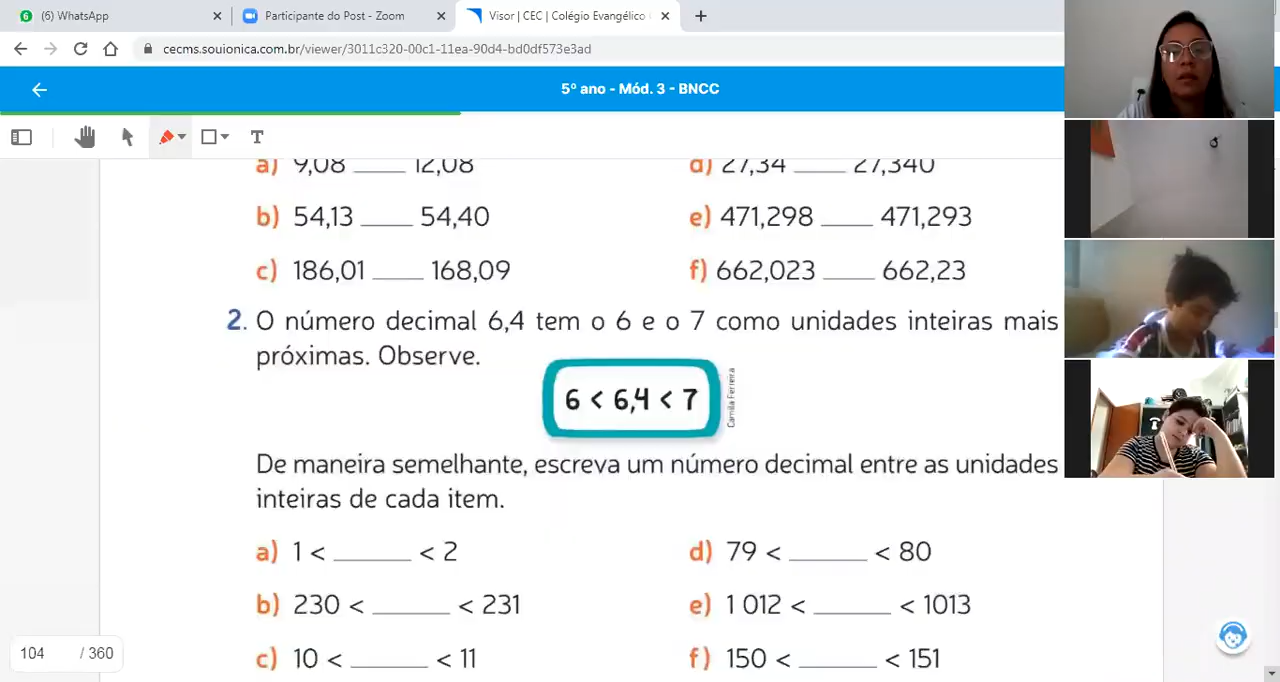 (6) WhatsApp
Participante do Post - Zoom
Visor | CEC | Colégio Evangélico
cecms.souionica.com.br/viewer/3011c320-00c1-11ea-90d4-bd0df573e3ad
5º ano - Mód. 3 - BNCC
T
a) 9,08 ____ 12,08
d) 27,34 ____ 27,340
b) 54,13 ____ 54,40
e) 471,298 ____ 471,293
c) 186,01 ____ 168,09
f) 662,023 ____ 662,23
2. O número decimal 6,4 tem o 6 e o 7 como unidades inteiras mais
próximas. Observe.
6 < 6,4 < 7
Camila Ferreira
De maneira semelhante, escreva um número decimal entre as unidades
inteiras de cada item.
a) 1 < ______ < 2
d) 79 < ______ < 80
b) 230 < ______ < 231
e) 1 012 < ______ < 1013
c) 10 < ______ < 11
f) 150 < ______ < 151
104 / 360